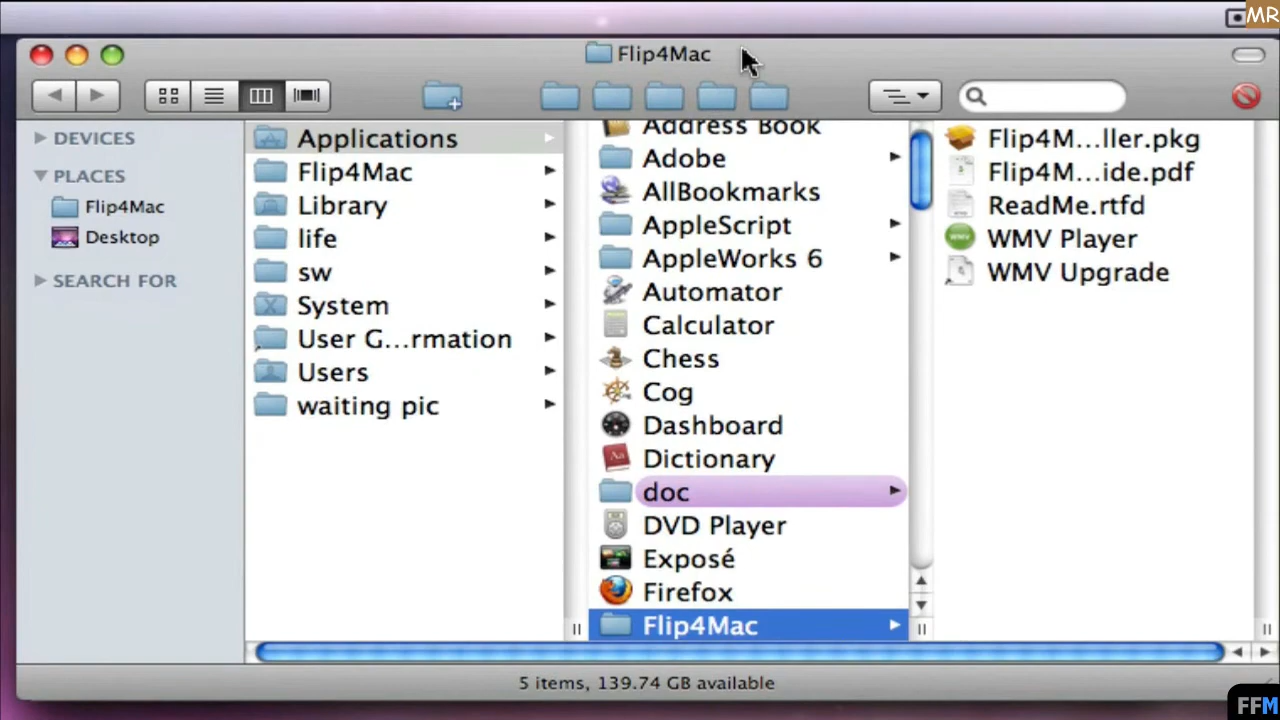 MR
Flip4Mac
DEVICES
PLACES
Flip4Mac
Desktop
SEARCH FOR
Applications
Flip4Mac
Library
life
sw
System
User G...rmation
Users
waiting pic
Address Book
Adobe
AllBookmarks
AppleScript
AppleWorks 6
Automator
Calculator
Chess
Cog
Dashboard
Dictionary
doc
DVD Player
Exposé
Firefox
Flip4Mac
Flip4M...ller.pkg
Flip4M...ide.pdf
ReadMe.rtfd
WMV Player
WMV Upgrade
5 items, 139.74 GB available
FFM